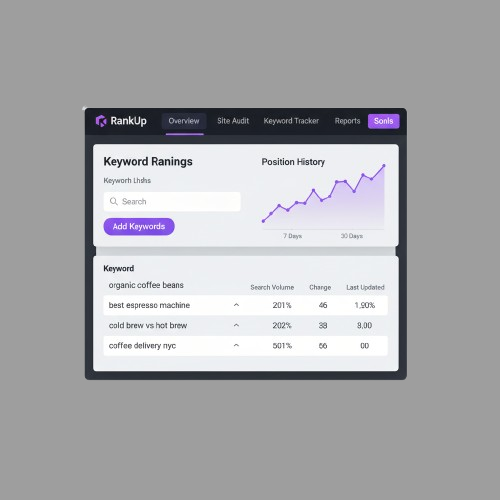 RankUp Overview Site Audit Keyword Tracker Reports Sonls
Keyword Ranings
Position History
Keyworh Lhshs
Search
Add Keywords
7 Days 30 Days
Keyword
organic coffee beans
Search Volume Change Last Updated
best espresso machine 201% 46 1,90%
cold brew vs hot brew 202% 38 8,00
coffee delivery nyc 501% 66 00